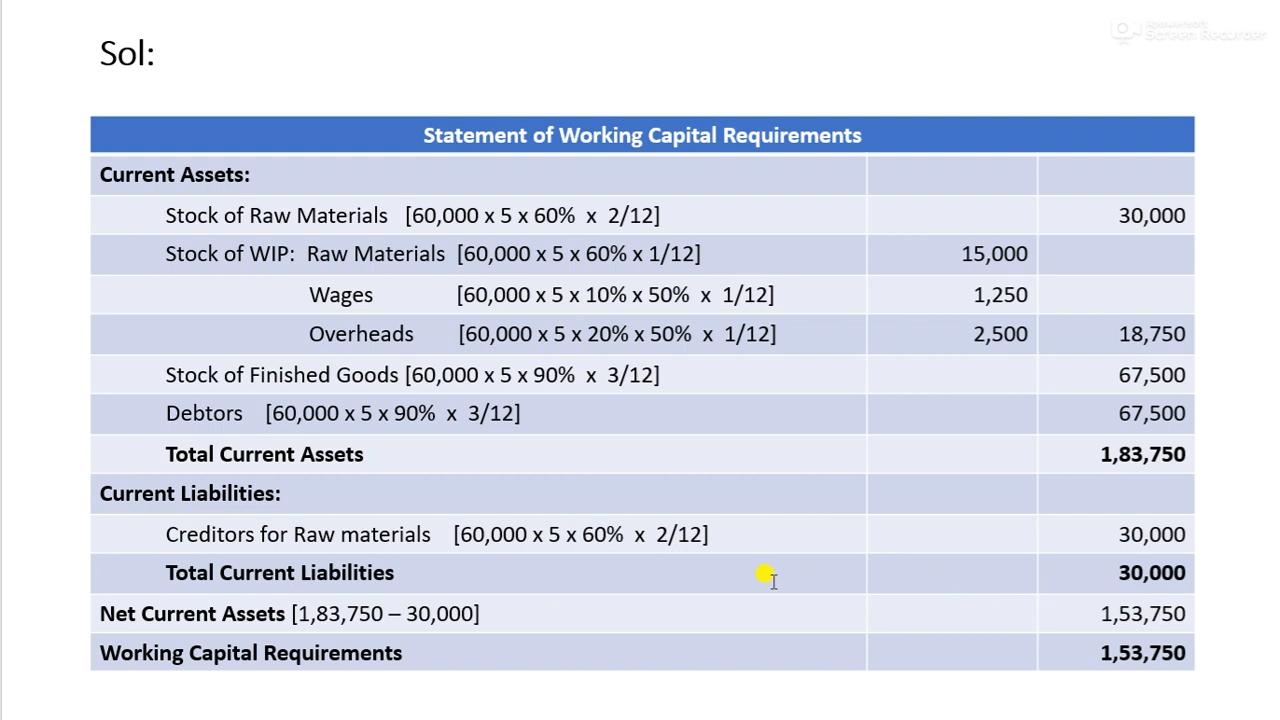 Sol:
Apowersoft
Screen Recorder
Statement of Working Capital Requirements
Current Assets:
Stock of Raw Materials [60,000 x 5 x 60% x 2/12] 30,000
Stock of WIP: Raw Materials [60,000 x 5 x 60% x 1/12] 15,000
Wages [60,000 x 5 x 10% x 50% x 1/12] 1,250
Overheads [60,000 x 5 x 20% x 50% x 1/12] 2,500 18,750
Stock of Finished Goods [60,000 x 5 x 90% x 3/12] 67,500
Debtors [60,000 x 5 x 90% x 3/12] 67,500
Total Current Assets 1,83,750
Current Liabilities:
Creditors for Raw materials [60,000 x 5 x 60% x 2/12] 30,000
Total Current Liabilities 30,000
Net Current Assets [1,83,750 – 30,000] 1,53,750
Working Capital Requirements 1,53,750